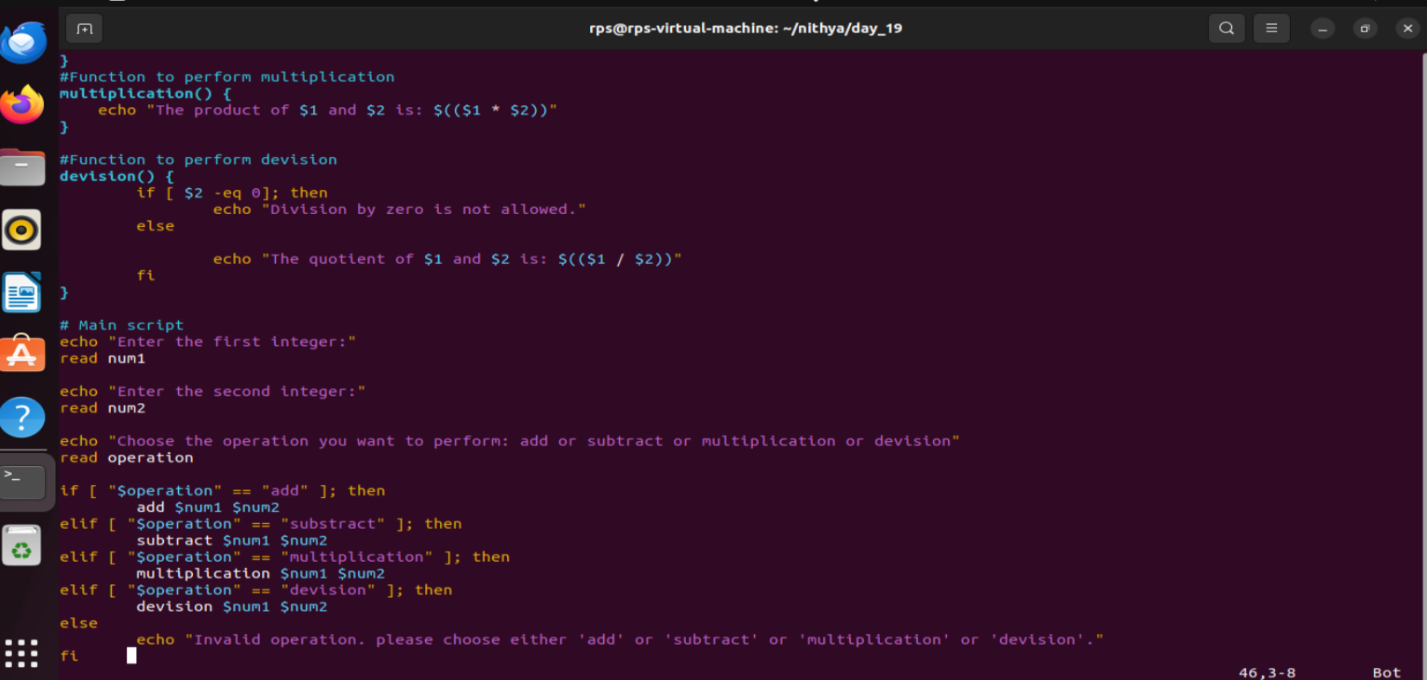 rps@rps-virtual-machine: ~/nithya/day_19
}
#Function to perform multiplication
multiplication() {
    echo "The product of $1 and $2 is: $(($1 * $2))"
}

#Function to perform devision
devision() {
        if [ $2 -eq 0]; then
                echo "Division by zero is not allowed."
        else

                echo "The quotient of $1 and $2 is: $(($1 / $2))"
        fi
}

# Main script
echo "Enter the first integer:"
read num1

echo "Enter the second integer:"
read num2

echo "Choose the operation you want to perform: add or subtract or multiplication or devision"
read operation

if [ "$operation" == "add" ]; then
        add $num1 $num2
elif [ "$operation" == "substract" ]; then
        subtract $num1 $num2
elif [ "$operation" == "multiplication" ]; then
        multiplication $num1 $num2
elif [ "$operation" == "devision" ]; then
        devision $num1 $num2
else
        echo "Invalid operation. please choose either 'add' or 'subtract' or 'multiplication' or 'devision'."
fi
46,3-8 Bot